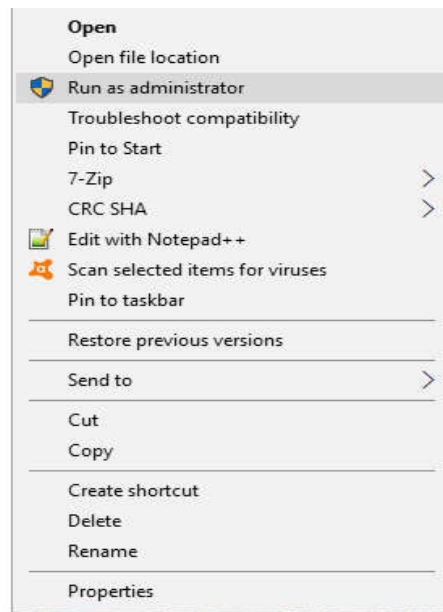 Open
Open file location
Run as administrator
Troubleshoot compatibility
Pin to Start
7-Zip
CRC SHA
Edit with Notepad++
Scan selected items for viruses
Pin to taskbar
Restore previous versions
Send to
Cut
Copy
Create shortcut
Delete
Rename
Properties